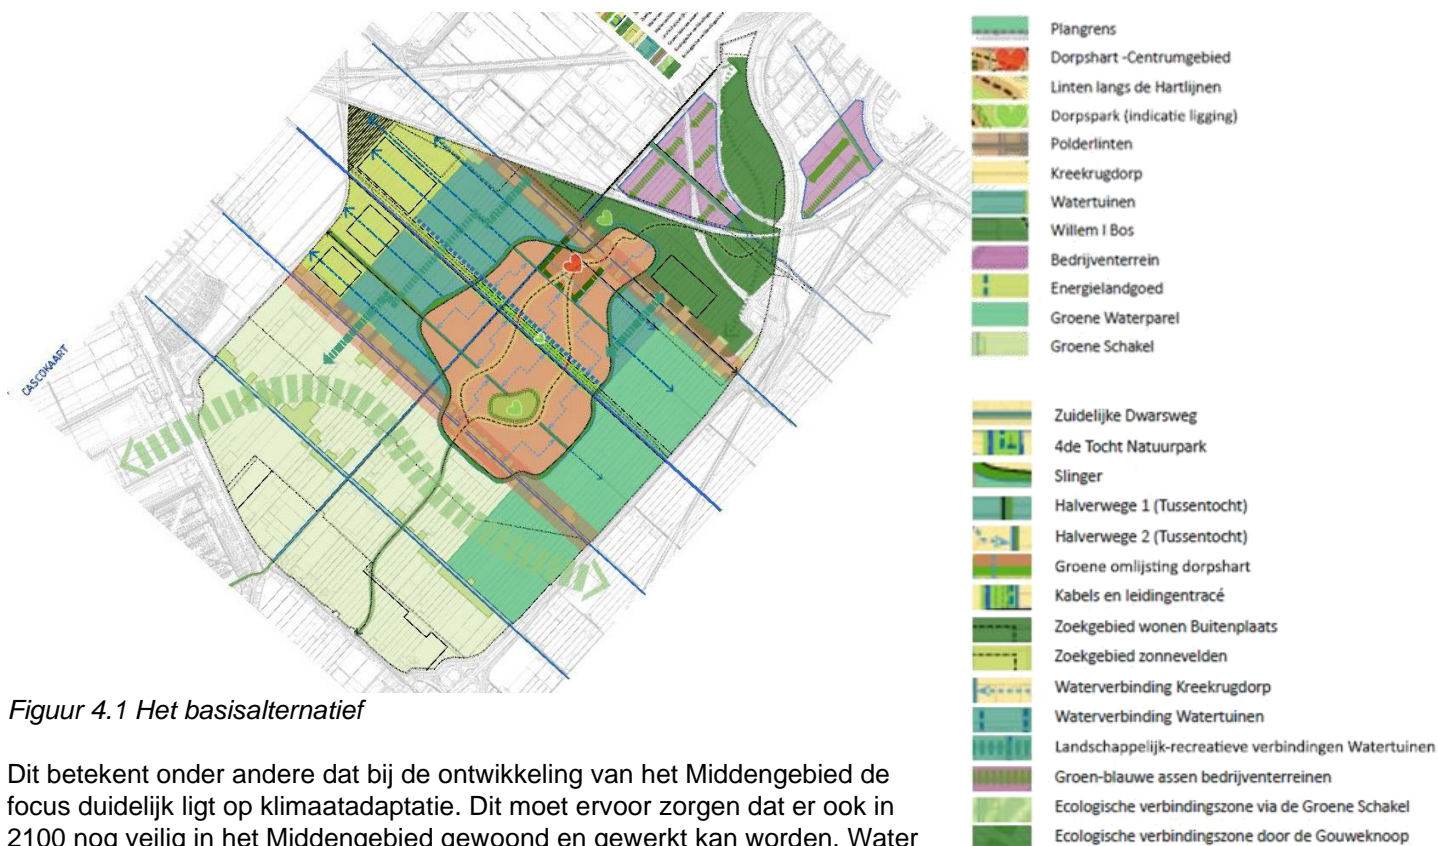 CASCOKAART
Plangrens
Dorpshart -Centrumgebied
Linten langs de Hartlijnen
Dorpspark (indicatie ligging)
Polderlinten
Kreekrugdorp
Watertuinen
Willem I Bos
Bedrijventerrein
Energielandgoed
Groene Waterparel
Groene Schakel
Zuidelijke Dwarsweg
4de Tocht Natuurpark
Slinger
Halverwege 1 (Tussentocht)
Halverwege 2 (Tussentocht)
Groene omlijsting dorpshart
Kabels en leidingentracé
Zoekgebied wonen Buitenplaats
Zoekgebied zonnevelden
Waterverbinding Kreekrugdorp
Waterverbinding Watertuinen
Landschappelijk-recreatieve verbindingen Watertuinen
Groen-blauwe assen bedrijventerreinen
Ecologische verbindingszone via de Groene Schakel
Ecologische verbindingszone door de Gouweknoop
Figuur 4.1 Het basisalternatief
Dit betekent onder andere dat bij de ontwikkeling van het Middengebied de
focus duidelijk ligt op klimaatadaptatie. Dit moet ervoor zorgen dat er ook in
2100 nog veilig in het Middengebied gewoond en gewerkt kan worden. Water